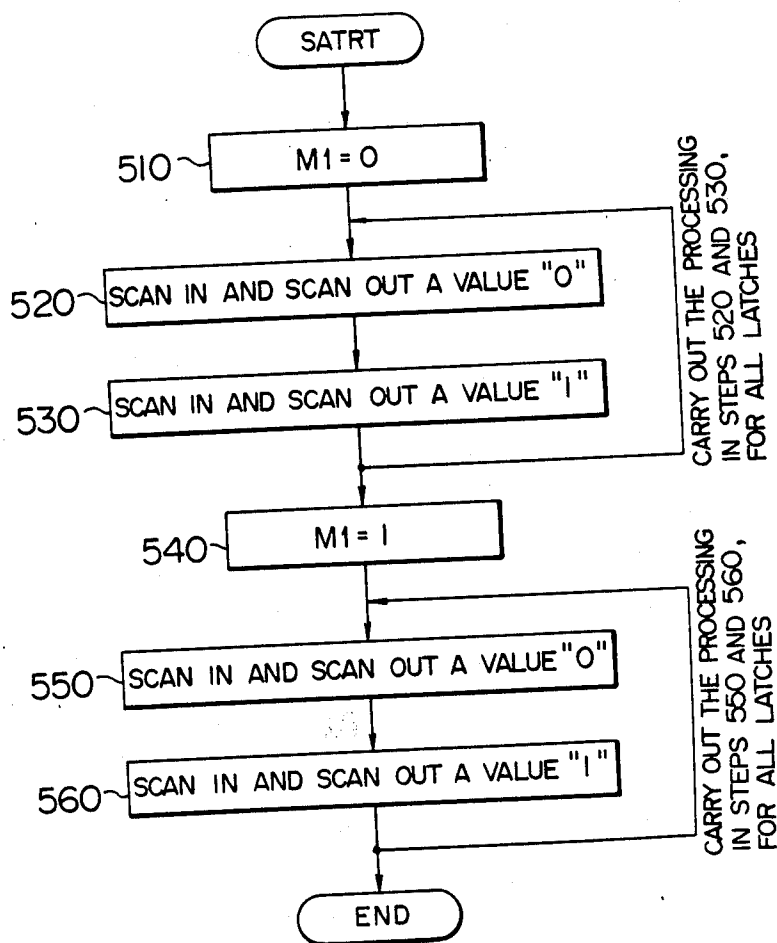 SATRT
510
M1=0
520
SCAN IN AND SCAN OUT A VALUE "0"
530
SCAN IN AND SCAN OUT A VALUE "1"
CARRY OUT THE PROCESSING
IN STEPS 520 AND 530,
FOR ALL LATCHES
540
M1=1
550
SCAN IN AND SCAN OUT A VALUE "0"
560
SCAN IN AND SCAN OUT A VALUE "1"
CARRY OUT THE PROCESSING
IN STEPS 550 AND 560,
FOR ALL LATCHES
END